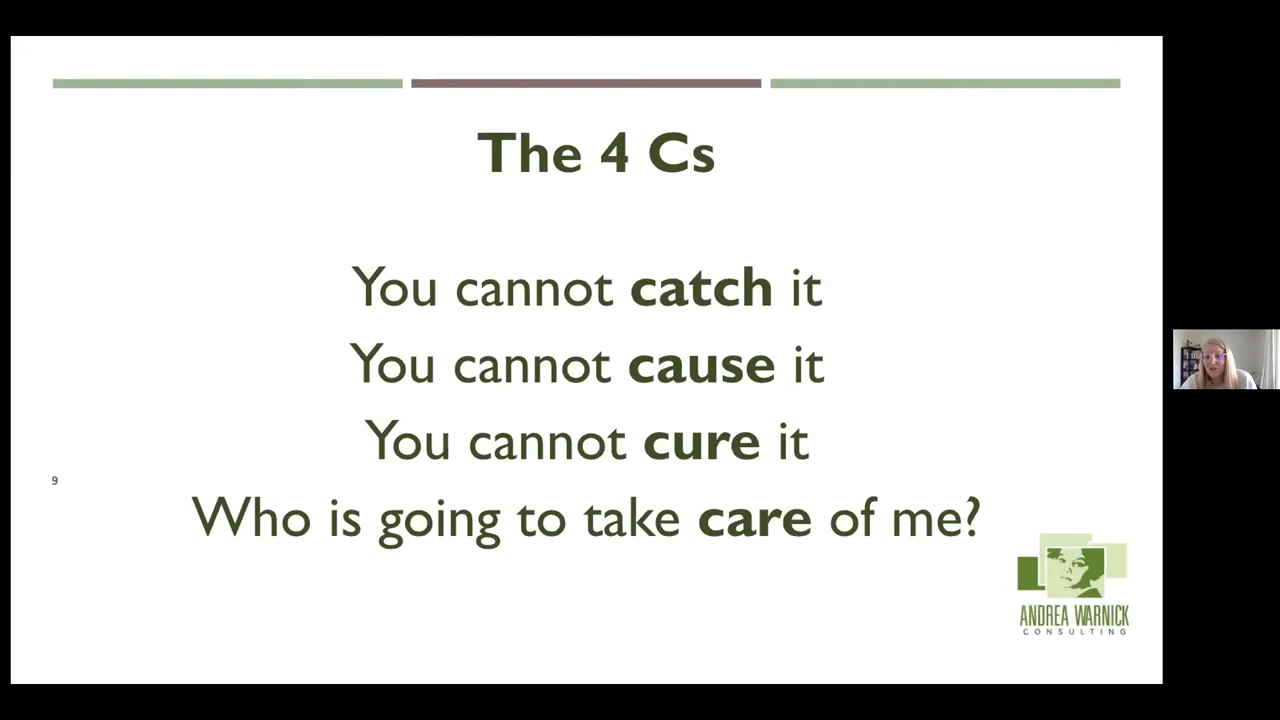 The 4 Cs
You cannot catch it
You cannot cause it
You cannot cure it
9
Who is going to take care of me?
ANDREA WARNICK
CONSULTING